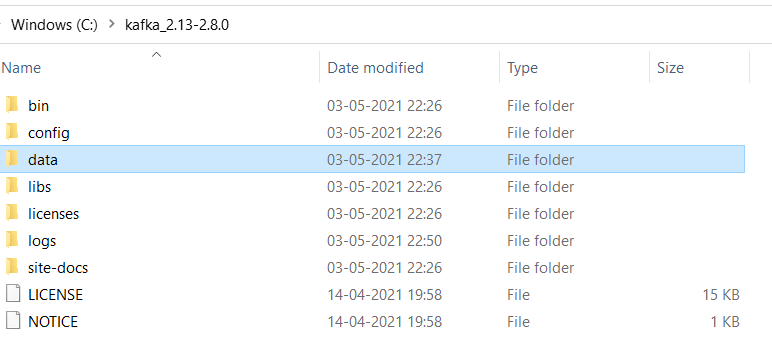 Windows (C:) > kafka_2.13-2.8.0
Name Date modified Type Size
bin 03-05-2021 22:26 File folder
config 03-05-2021 22:26 File folder
data 03-05-2021 22:37 File folder
libs 03-05-2021 22:26 File folder
licenses 03-05-2021 22:26 File folder
logs 03-05-2021 22:50 File folder
site-docs 03-05-2021 22:26 File folder
LICENSE 14-04-2021 19:58 File 15 KB
NOTICE 14-04-2021 19:58 File 1 KB